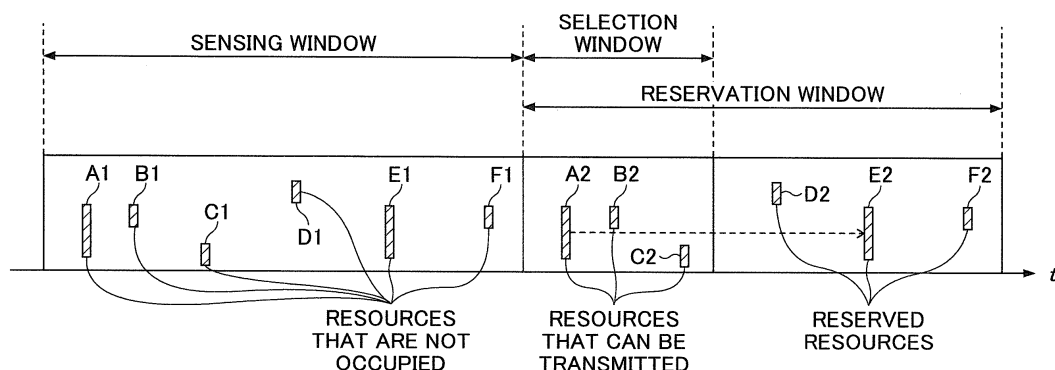 SENSING WINDOW
SELECTION
WINDOW
RESERVATION WINDOW
A1
B1
C1
D1
E1
F1
A2
B2
C2
D2
E2
F2
t
RESOURCES
THAT ARE NOT
OCCUPIED
RESOURCES
THAT CAN BE
TRANSMITTED
RESERVED
RESOURCES